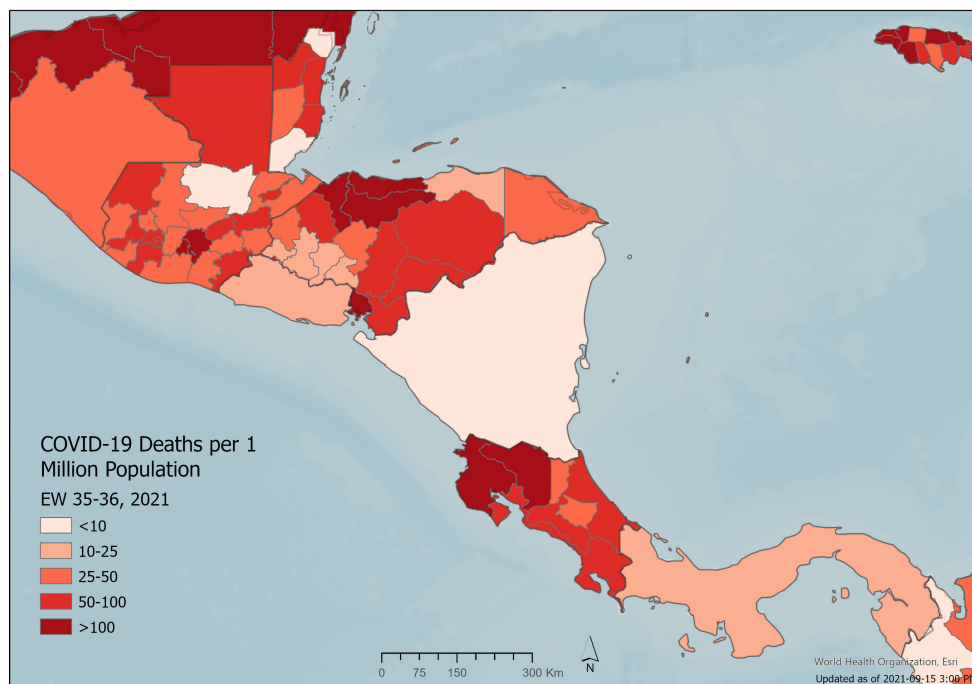 COVID-19 Deaths per 1
Million Population
EW 35-36, 2021
<10
10-25
25-50
50-100
>100
0 75 150 300 Km
N
World Health Organization, Esri
Updated as of 2021-09-15 3:00 PM